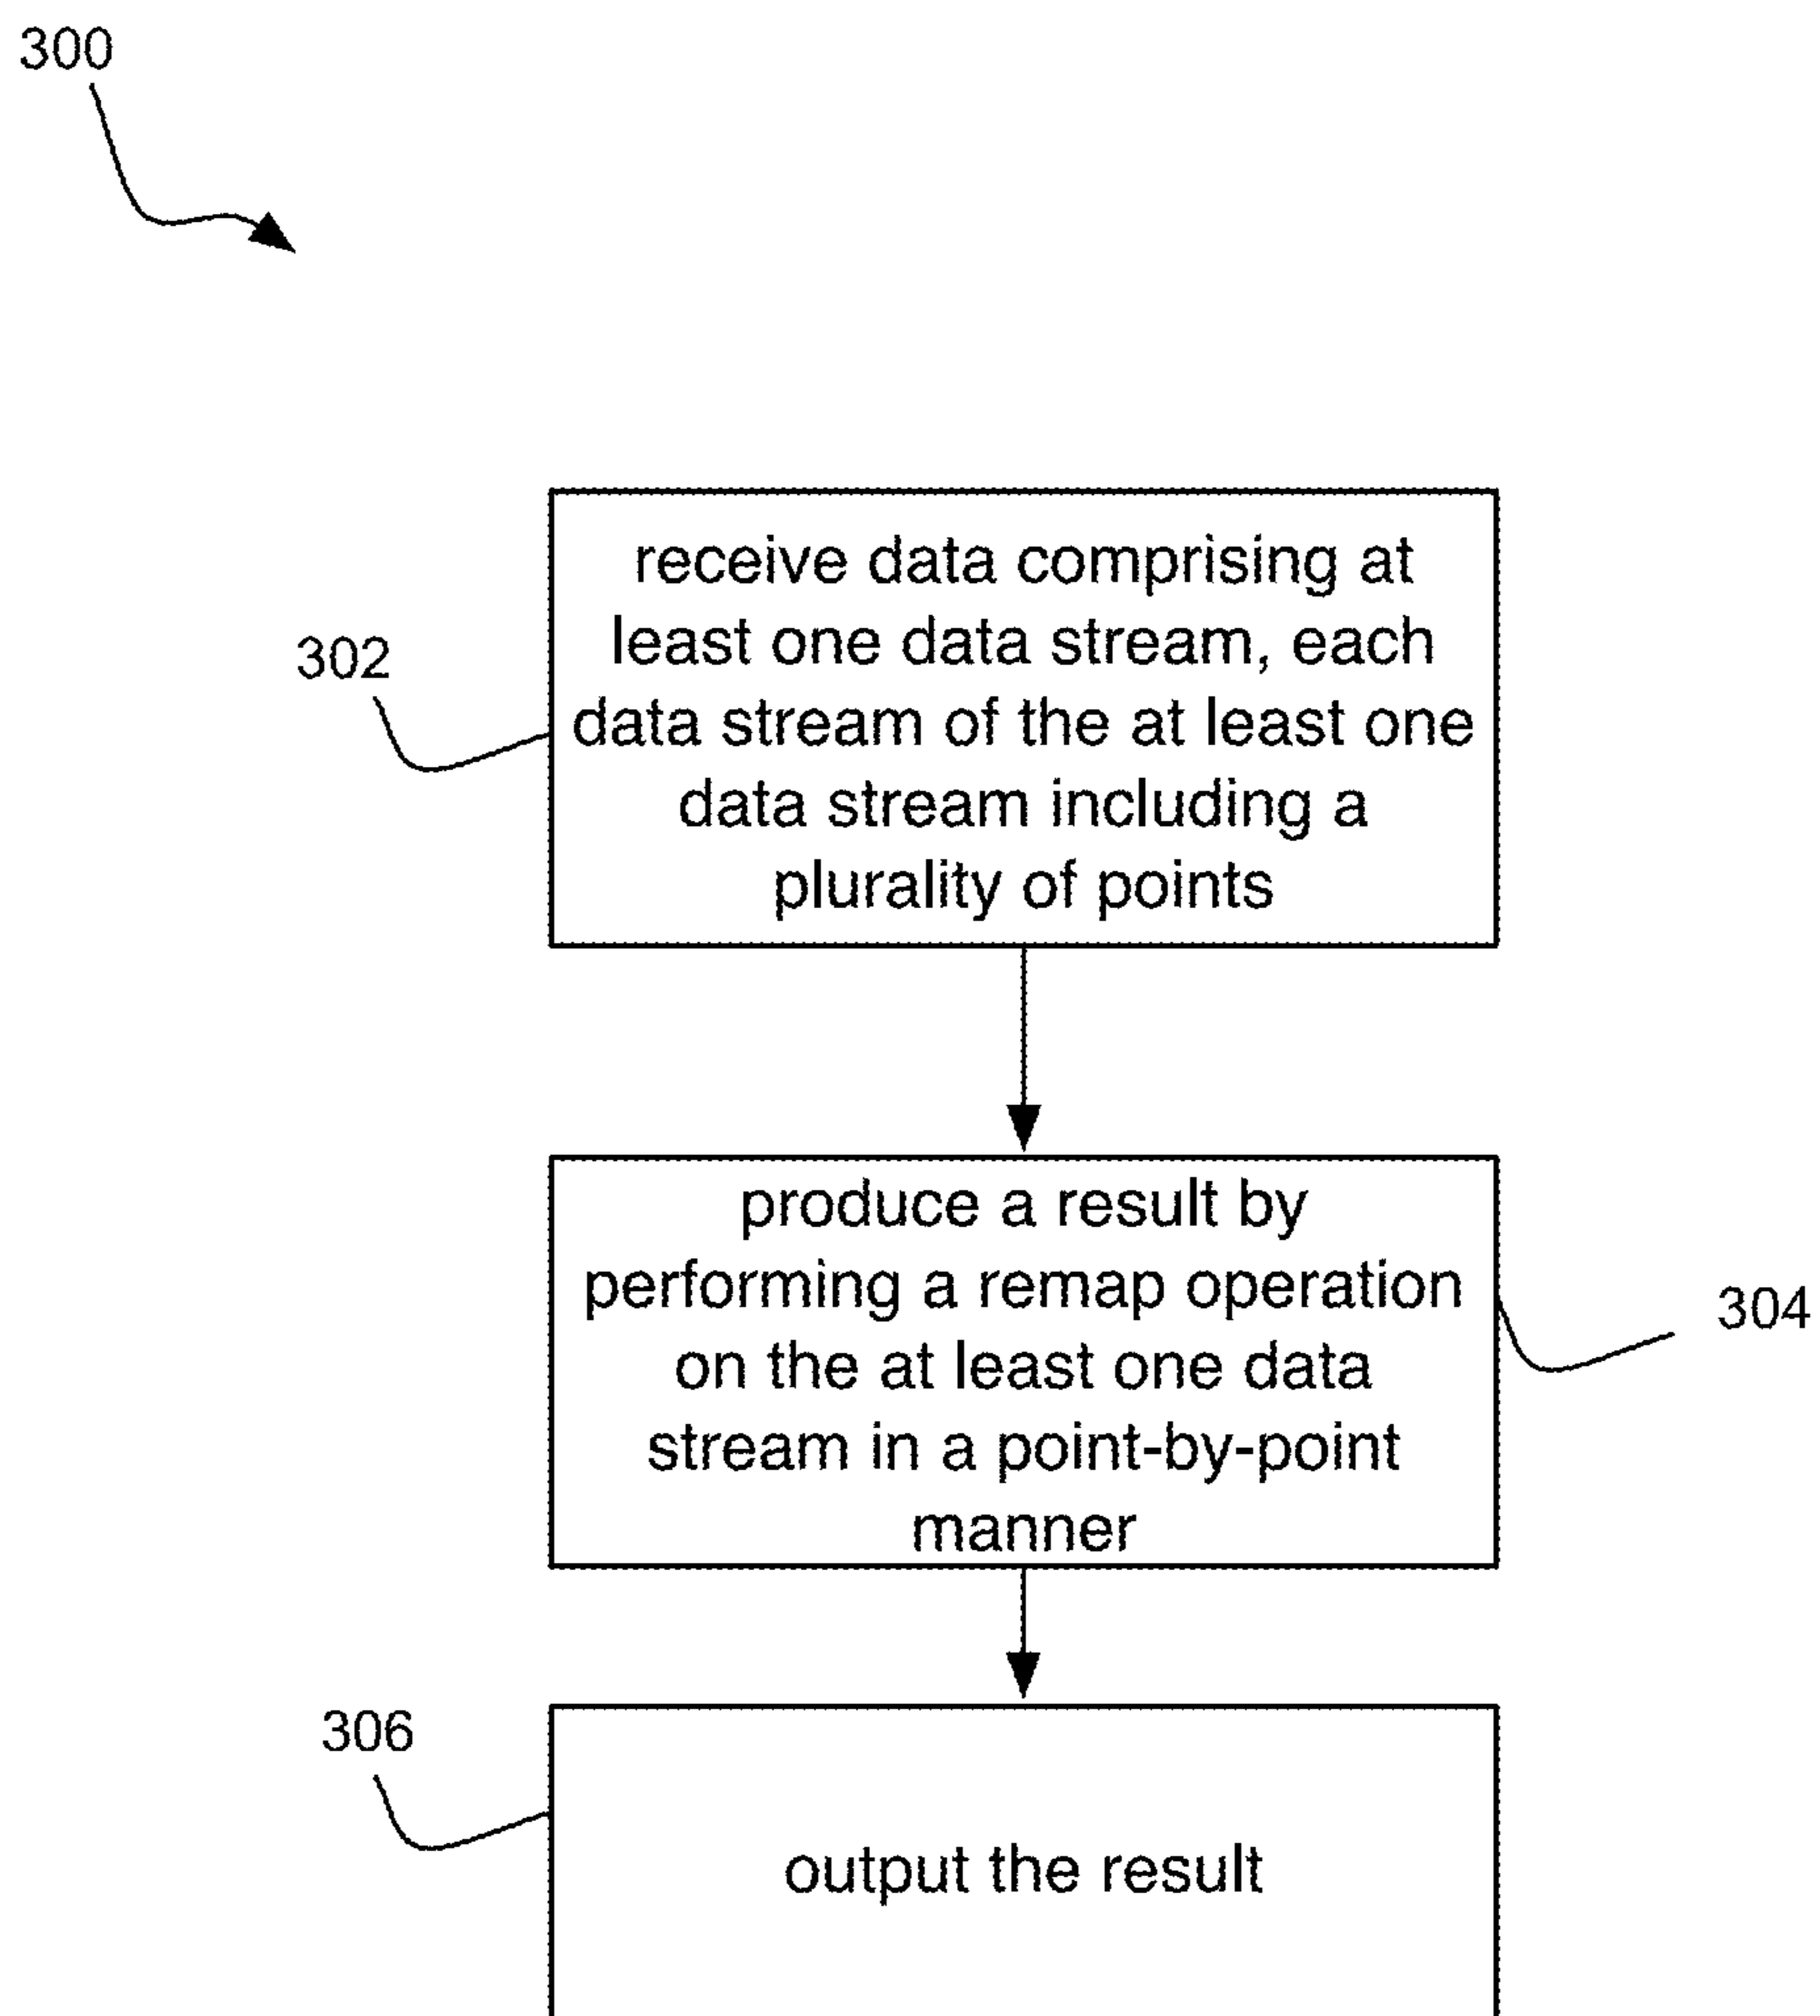 300
302
receive data comprising at
least one data stream, each
data stream of the at least one
data stream including a
plurality of points
produce a result by
performing a remap operation
on the at least one data
stream in a point-by-point
manner
304
306
output the result